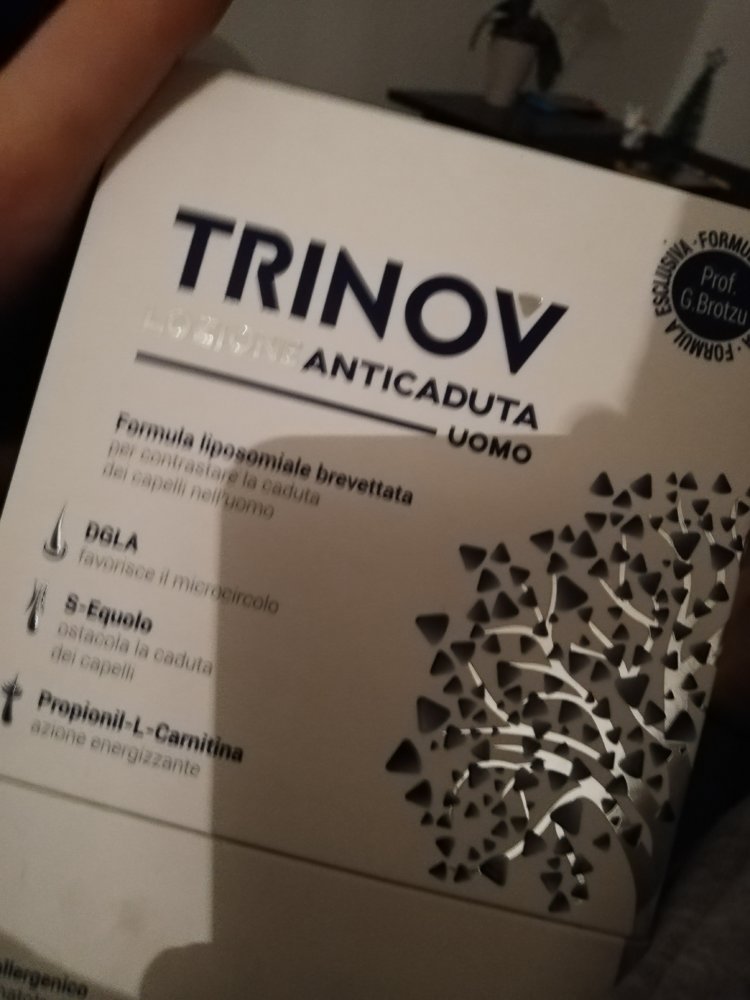 TRINOV
LOZIONE ANTICADUTA
UOMO
FORMULA ESCLUSIVA
Prof.
G.Brotzu
Formula liposomiale brevettata
per contrastare la caduta
dei capelli nell'uomo
DGLA
favorisce il microcircolo
S-Equolo
ostacola la caduta
dei capelli
Propionil-L-Carnitina
azione energizzante